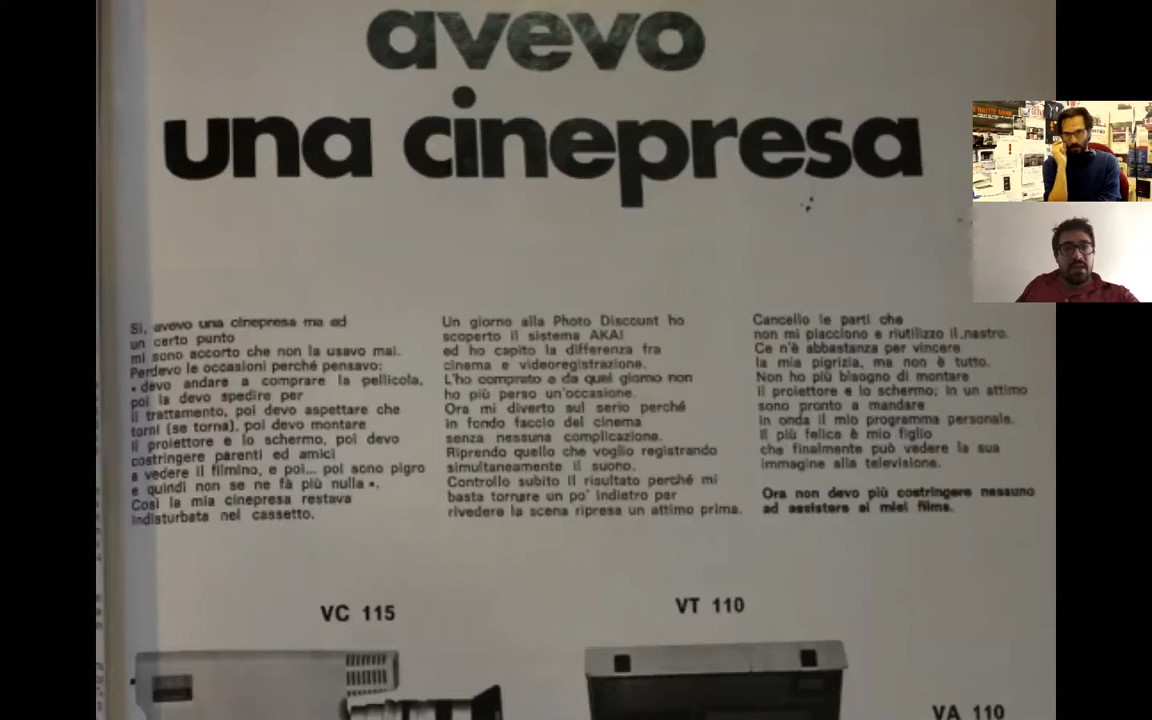 avevo
una cinepresa
Sì, avevo una cinepresa ma ad
un certo punto
mi sono accorto che non la usavo mai.
Perdevo le occasioni perché pensavo:
« devo andare a comprare la pellicola,
poi la devo spedire per
il trattamento, poi devo aspettare che
torni (se torna), poi devo montare
il proiettore e lo schermo, poi devo
costringere parenti ed amici
a vedere il filmino, e poi... poi sono pigro
e quindi non se ne fà più nulla ».
Così la mia cinepresa restava
indisturbata nel cassetto.
Un giorno alla Photo Discount ho
scoperto il sistema AKAI
ed ho capito la differenza fra
cinema e videoregistrazione.
L'ho comprato e da quel giorno non
ho più perso un'occasione.
Ora mi diverto sul serio perché
in fondo faccio del cinema
senza nessuna complicazione.
Riprendo quello che voglio registrando
simultaneamente il suono.
Controllo subito il risultato perché mi
basta tornare un po' indietro per
rivedere la scena ripresa un attimo prima.
Cancello le parti che
non mi piacciono e riutilizzo il nastro.
Ce n'è abbastanza per vincere
la mia pigrizia, ma non è tutto.
Non ho più bisogno di montare
il proiettore e lo schermo; in un attimo
sono pronto a mandare
in onda il mio programma personale.
Il più felice è mio figlio
che finalmente può vedere la sua
immagine alla televisione.
Ora non devo più costringere nessuno
ad assistere ai miei films.
VC 115
VT 110
VA 110